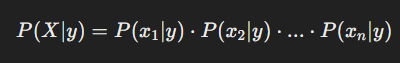 P(X|y) = P(x₁|y) · P(x₂|y) · ... · P(xₙ|y)